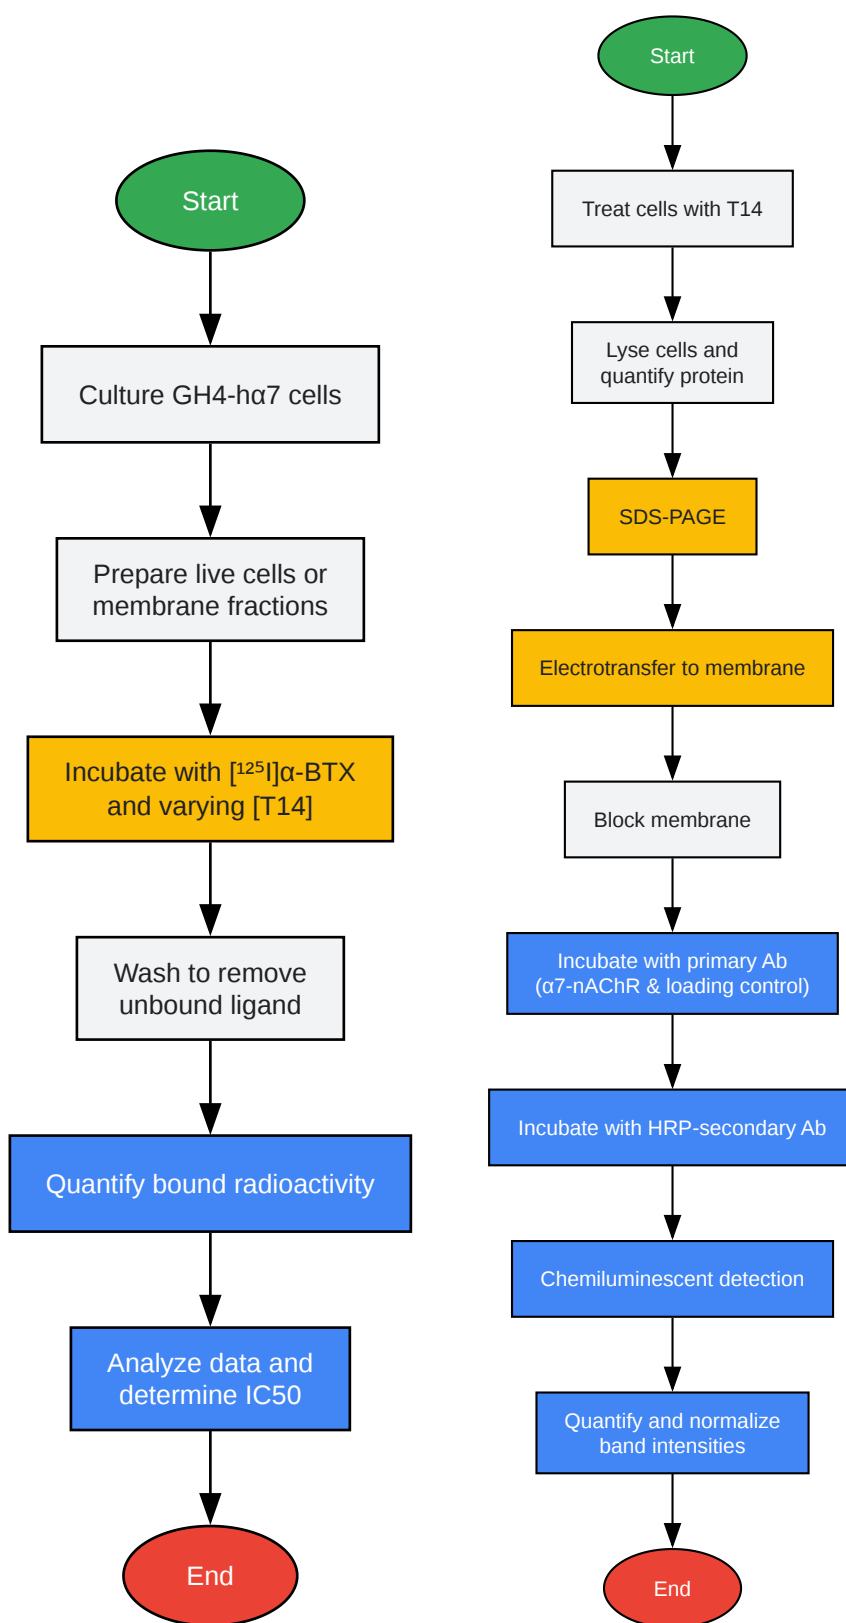 Start
Culture GH4-hα7 cells
Prepare live cells or
membrane fractions
Incubate with [¹²⁵I]α-BTX
and varying [T14]
Wash to remove
unbound ligand
Quantify bound radioactivity
Analyze data and
determine IC50
End
Start
Treat cells with T14
Lyse cells and
quantify protein
SDS-PAGE
Electrotransfer to membrane
Block membrane
Incubate with primary Ab
(α7-nAChR & loading control)
Incubate with HRP-secondary Ab
Chemiluminescent detection
Quantify and normalize
band intensities
End